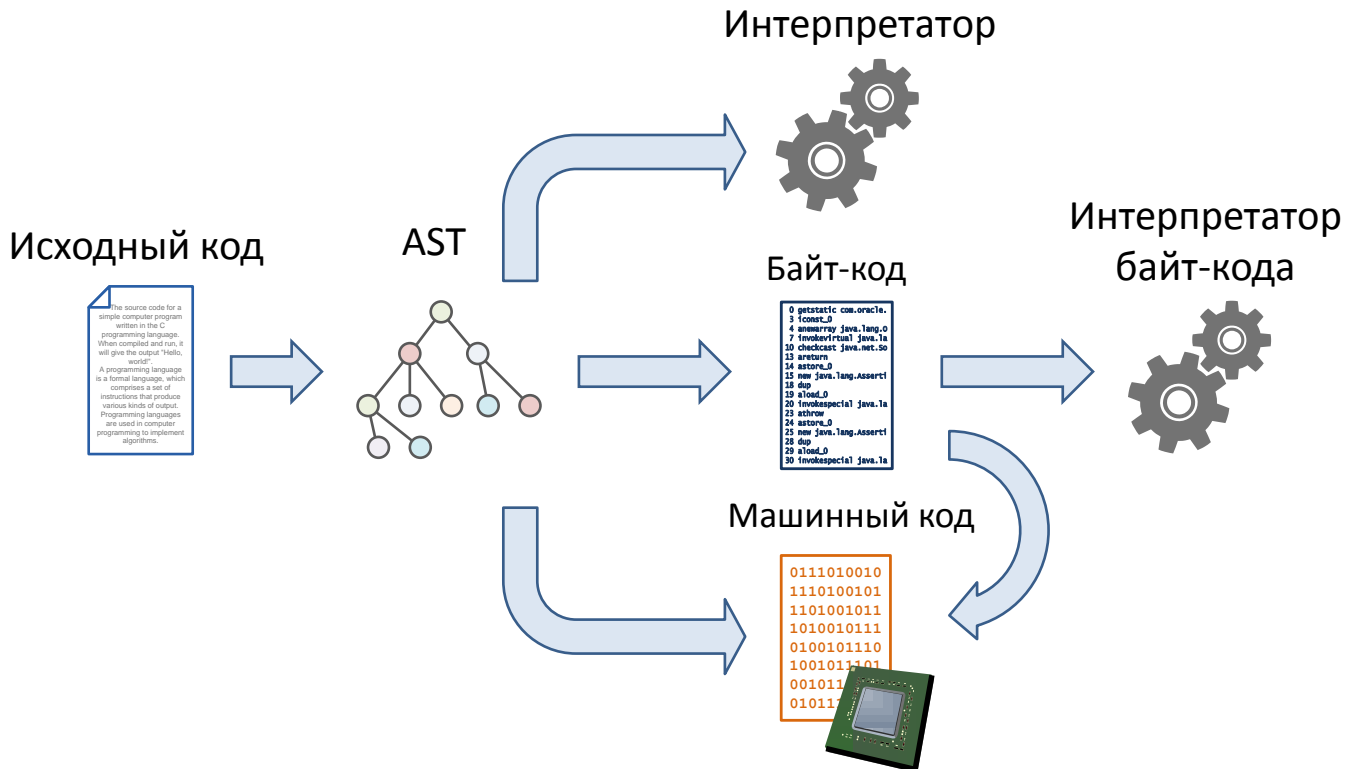 Интерпретатор
Исходный код
AST
Байт-код
Интерпретатор
байт-кода
The source code for a
simple computer program
written in the C
programming language.
When compiled and run, it
will give the output "Hello,
world!".
A programming language
is a formal language, which
comprises a set of
instructions that produce
various kinds of output.
Programming languages
are used in computer
programming to implement
algorithms.
0 getstatic com.oracle.
3 iconst_0
4 anewarray java.lang.O
7 invokevirtual java.la
10 checkcast java.net.So
13 areturn
14 astore_0
15 new java.lang.Asserti
18 dup
19 aload_0
20 invokespecial java.la
23 athrow
24 astore_0
25 new java.lang.Asserti
28 dup
29 aload_0
30 invokespecial java.la
Машинный код
0111010010
1110100101
1101001011
1010010111
0100101110
1001011101
001011
01011